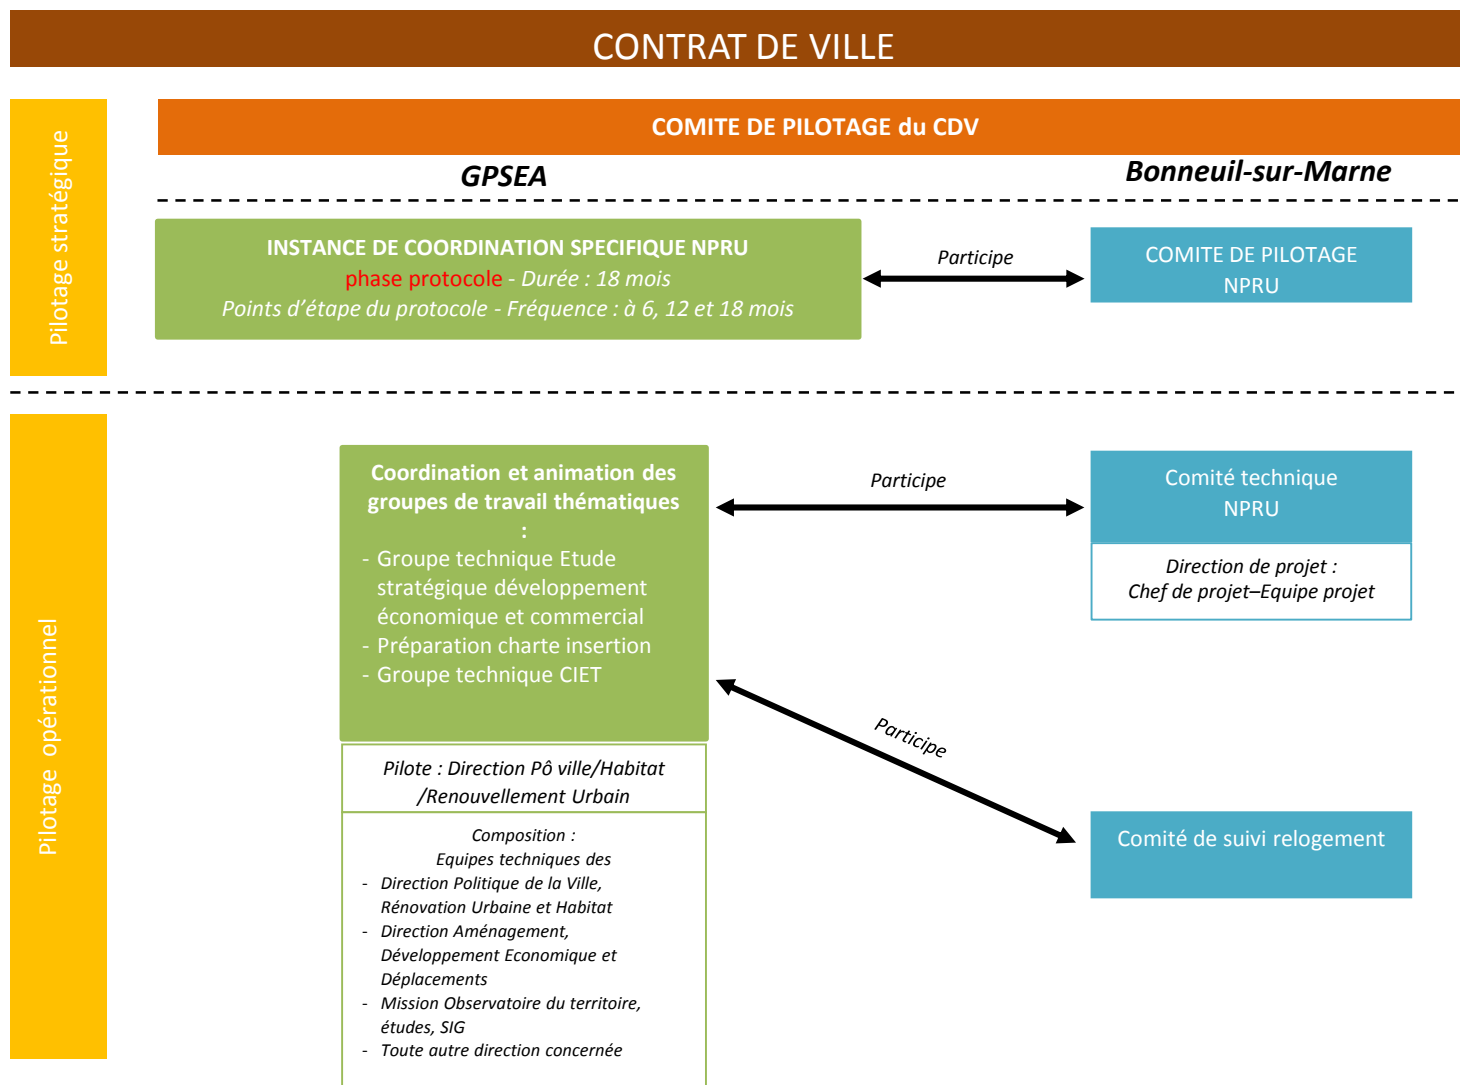 CONTRAT DE VILLE
Pilotage stratégique
COMITE DE PILOTAGE du CDV
GPSEA
Bonneuil-sur-Marne
INSTANCE DE COORDINATION SPECIFIQUE NPRU
phase protocole - Durée : 18 mois
Points d’étape du protocole - Fréquence : à 6, 12 et 18 mois
Participe
COMITE DE PILOTAGE
NPRU
Pilotage opérationnel
Coordination et animation des
groupes de travail thématiques
:
- Groupe technique Etude
stratégique développement
économique et commercial
- Préparation charte insertion
- Groupe technique CIET
Participe
Comité technique
NPRU
Direction de projet :
Chef de projet–Equipe projet
Participe
Pilote : Direction Pô ville/Habitat
/Renouvellement Urbain
Composition :
Equipes techniques des
- Direction Politique de la Ville,
Rénovation Urbaine et Habitat
- Direction Aménagement,
Développement Economique et
Déplacements
- Mission Observatoire du territoire,
études, SIG
- Toute autre direction concernée
Comité de suivi relogement